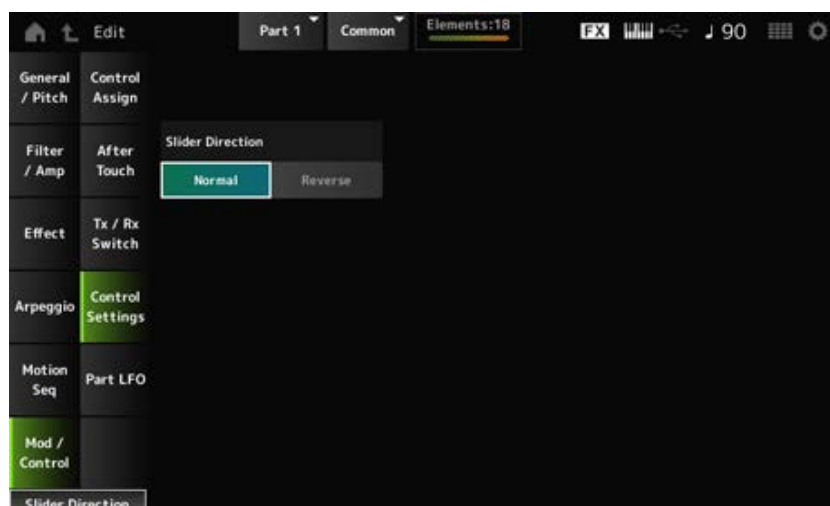 Edit
Part 1
Common
Elements:18
FX
90
General
/ Pitch
Control
Assign
Filter
/ Amp
After
Touch
Slider Direction
Normal
Reverse
Effect
Tx / Rx
Switch
Arpeggio
Control
Settings
Motion
Seq
Part LFO
Mod /
Control
Slider Direction